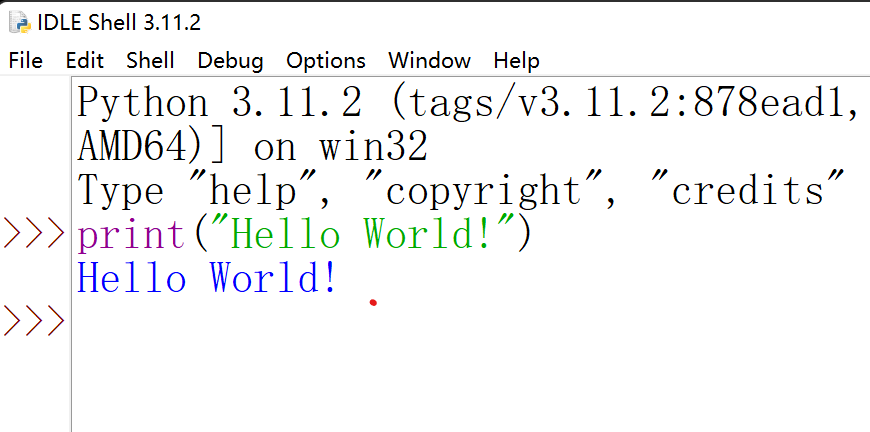 IDLE Shell 3.11.2
File Edit Shell Debug Options Window Help
Python 3.11.2 (tags/v3.11.2:878ead1,
AMD64)] on win32
Type "help", "copyright", "credits"
>>> print("Hello World!")
Hello World!
>>>